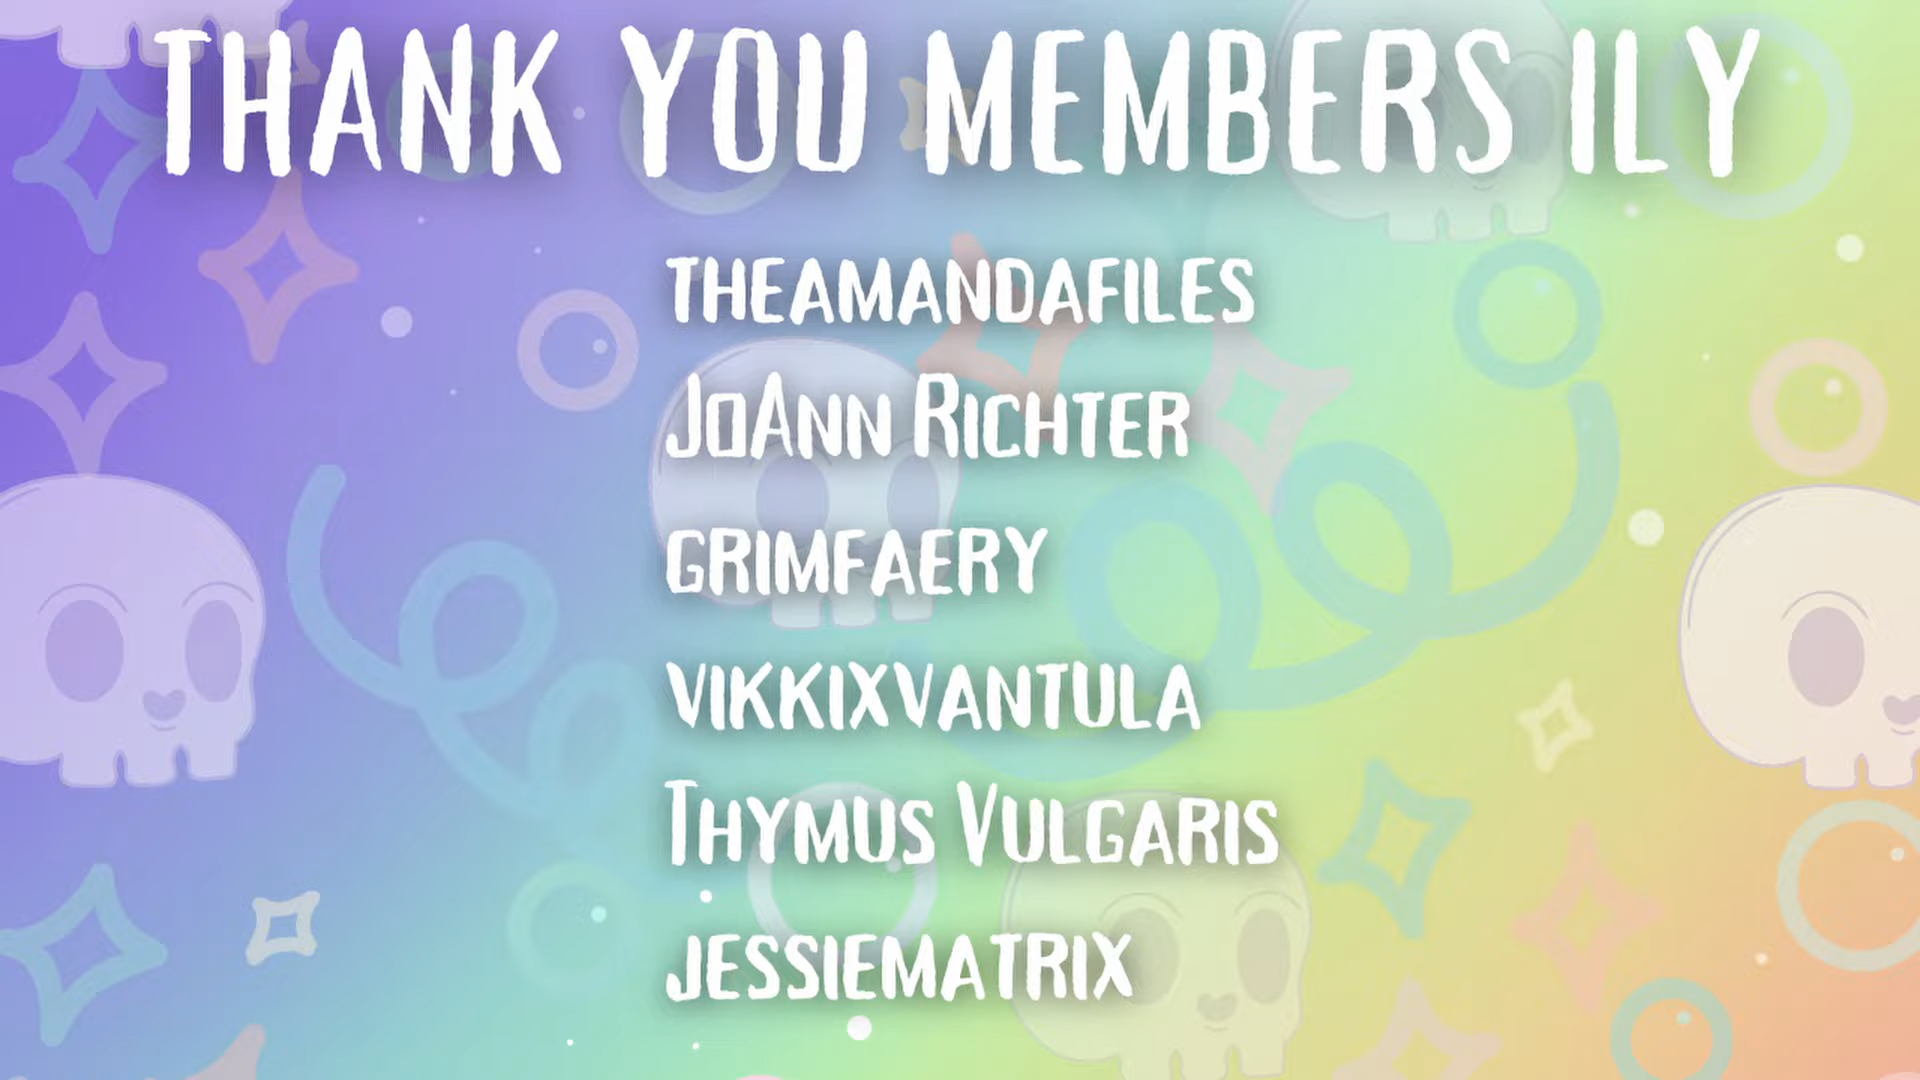 THANK YOU MEMBERS ILY
THEAMANDAFILES
JOANN RICHTER
GRIMFAERY
VIKKIXVANTULA
THYMUS VULGARIS
JESSIEMATRIX